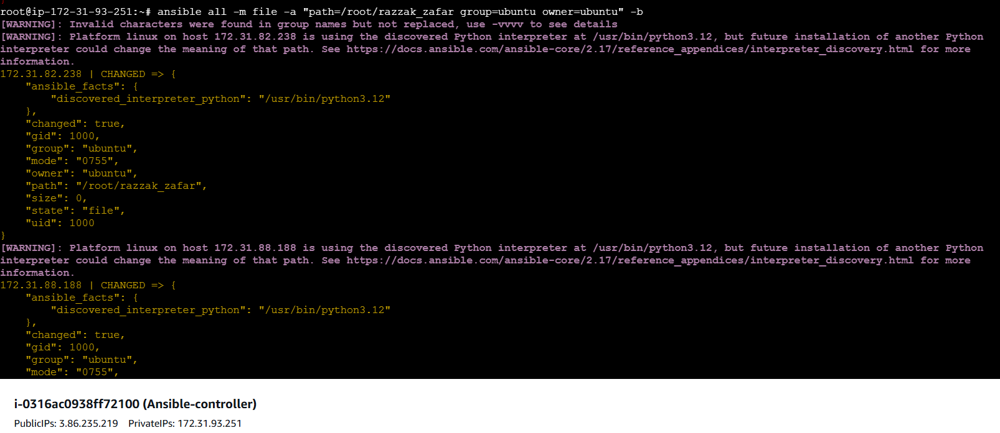 }
root@ip-172-31-93-251:~# ansible all -m file -a "path=/root/razzak_zafar group=ubuntu owner=ubuntu" -b
[WARNING]: Invalid characters were found in group names but not replaced, use -vvvv to see details
[WARNING]: Platform linux on host 172.31.82.238 is using the discovered Python interpreter at /usr/bin/python3.12, but future installation of another Python
interpreter could change the meaning of that path. See https://docs.ansible.com/ansible-core/2.17/reference_appendices/interpreter_discovery.html for more
information.
172.31.82.238 | CHANGED => {
    "ansible_facts": {
        "discovered_interpreter_python": "/usr/bin/python3.12"
    },
    "changed": true,
    "gid": 1000,
    "group": "ubuntu",
    "mode": "0755",
    "owner": "ubuntu",
    "path": "/root/razzak_zafar",
    "size": 0,
    "state": "file",
    "uid": 1000
}
[WARNING]: Platform linux on host 172.31.88.188 is using the discovered Python interpreter at /usr/bin/python3.12, but future installation of another Python
interpreter could change the meaning of that path. See https://docs.ansible.com/ansible-core/2.17/reference_appendices/interpreter_discovery.html for more
information.
172.31.88.188 | CHANGED => {
    "ansible_facts": {
        "discovered_interpreter_python": "/usr/bin/python3.12"
    },
    "changed": true,
    "gid": 1000,
    "group": "ubuntu",
    "mode": "0755",
i-0316ac0938ff72100 (Ansible-controller)
PublicIPs: 3.86.235.219 PrivateIPs: 172.31.93.251